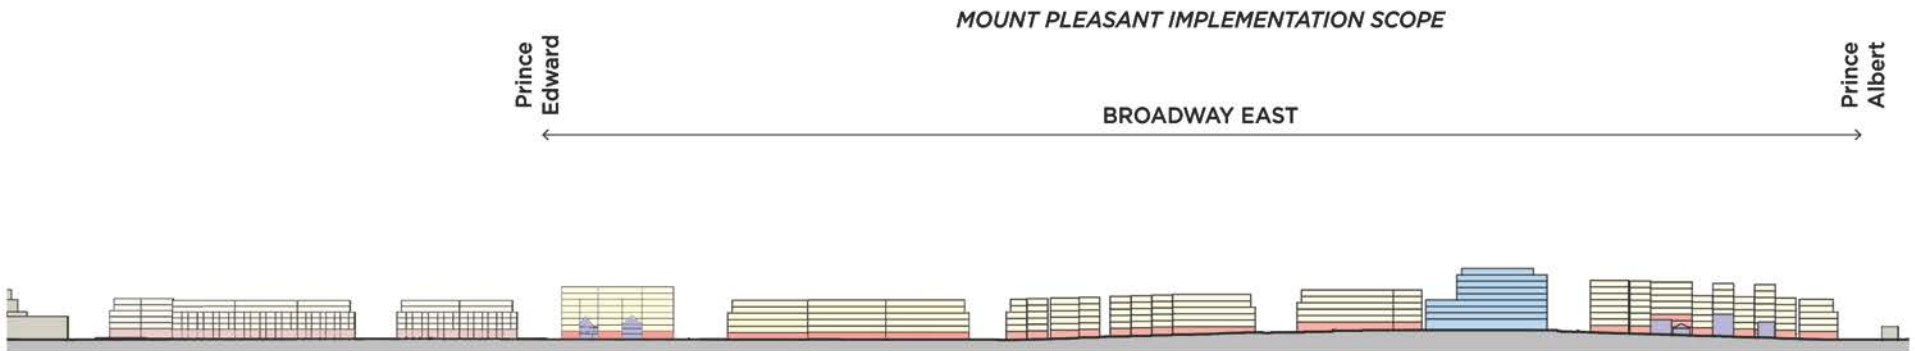 MOUNT PLEASANT IMPLEMENTATION SCOPE
Prince
Edward
Prince
Albert
BROADWAY EAST